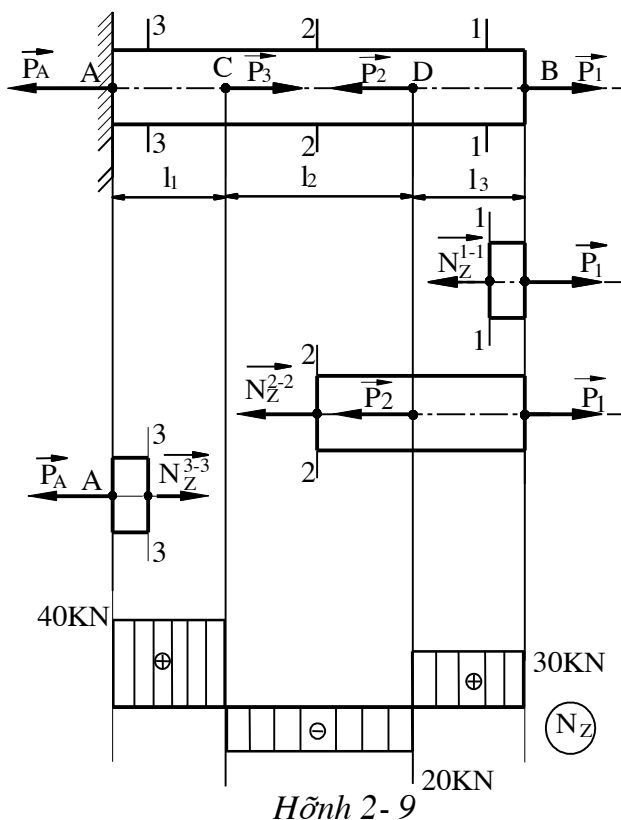 3 2 1
P_A A C P_3 P_2 D B P_1
3 2 1
l_1 l_2 l_3
1
N_Z^{1-1} P_1
1
2
N_Z^{2-2} P_2 P_1
2
3
P_A A N_Z^{3-3}
3
40KN
⊕ ⊕ 30KN
⊖ N_Z
20KN
Hỡnh 2- 9